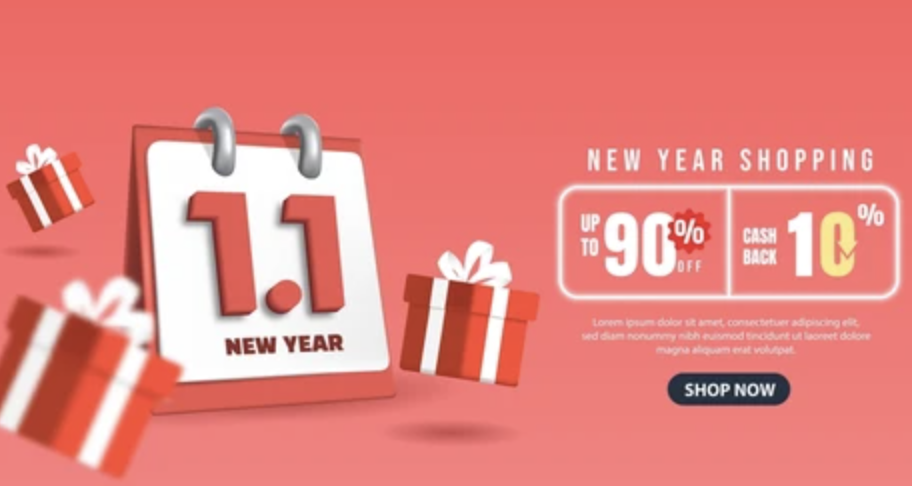 1.1
NEW YEAR
NEW YEAR SHOPPING
UP
TO
90%
OFF
CASH
BACK
10%
Lorem ipsum dolor sit amet, consectetuer adipiscing elit,
sed diam nonummy nibh euismod tincidunt ut laoreet dolore
magna aliquam erat volutpat.
SHOP NOW